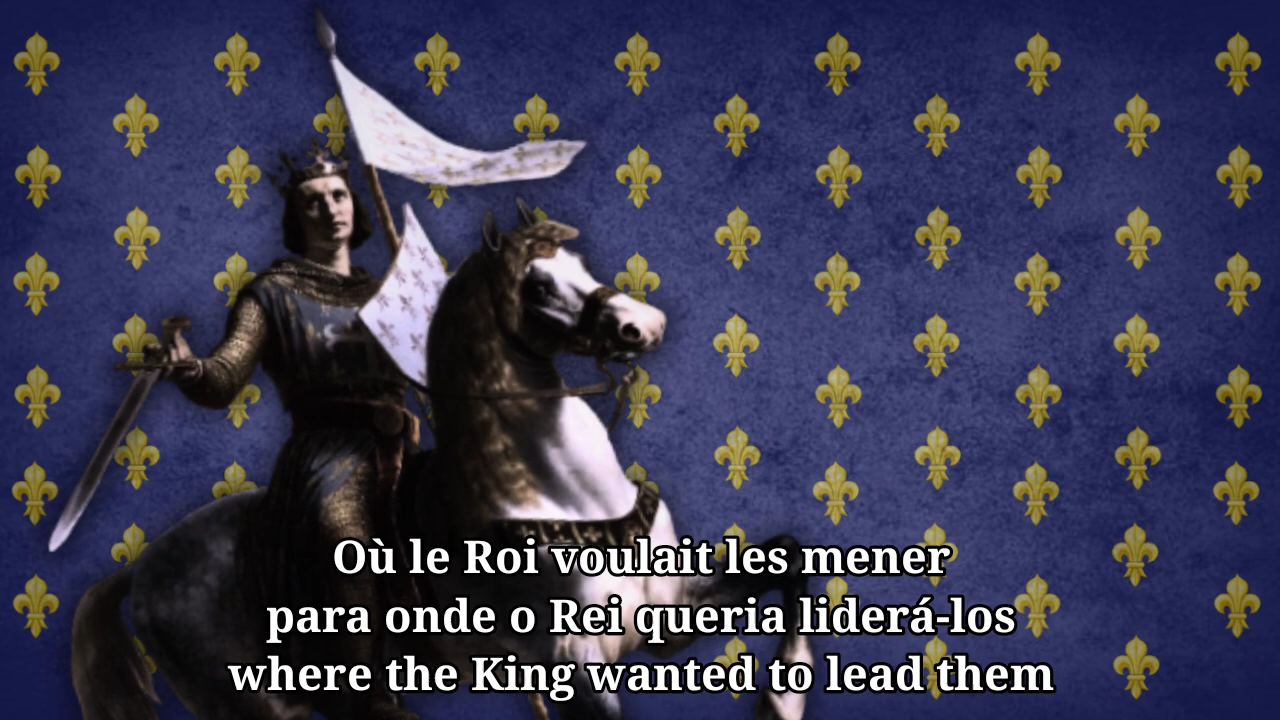 Où le Roi voulait les mener
para onde o Rei queria liderá-los
where the King wanted to lead them